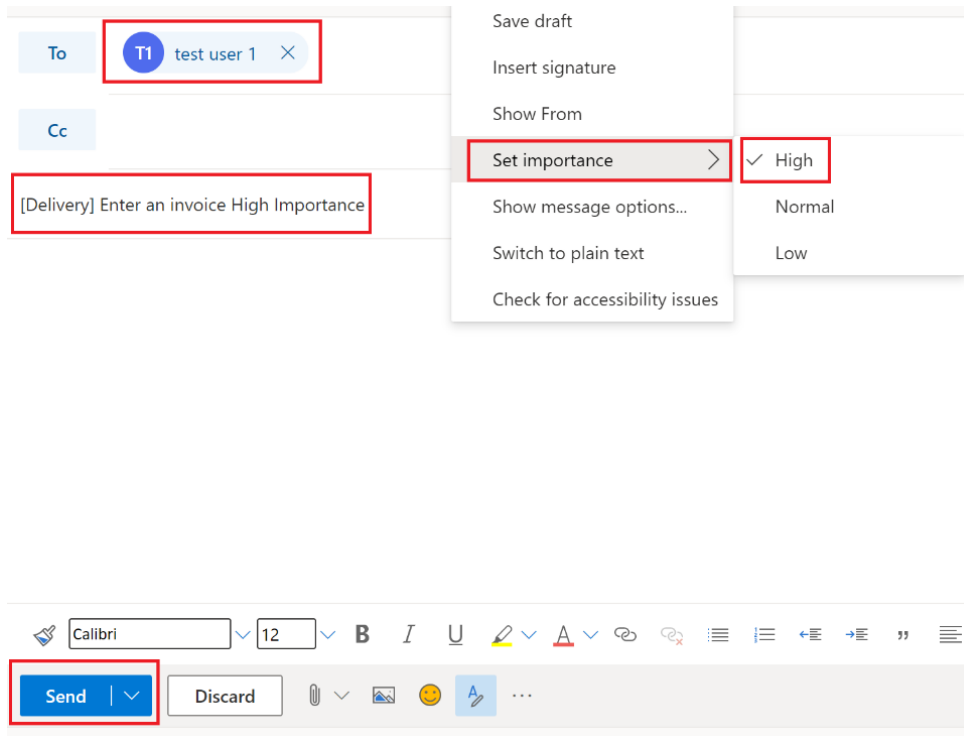 Save draft
To
T1 test user 1
Insert signature
Show From
Cc
Set importance
High
[Delivery] Enter an invoice High Importance
Show message options...
Normal
Switch to plain text
Low
Check for accessibility issues
Calibri 12 B I U A
Send Discard